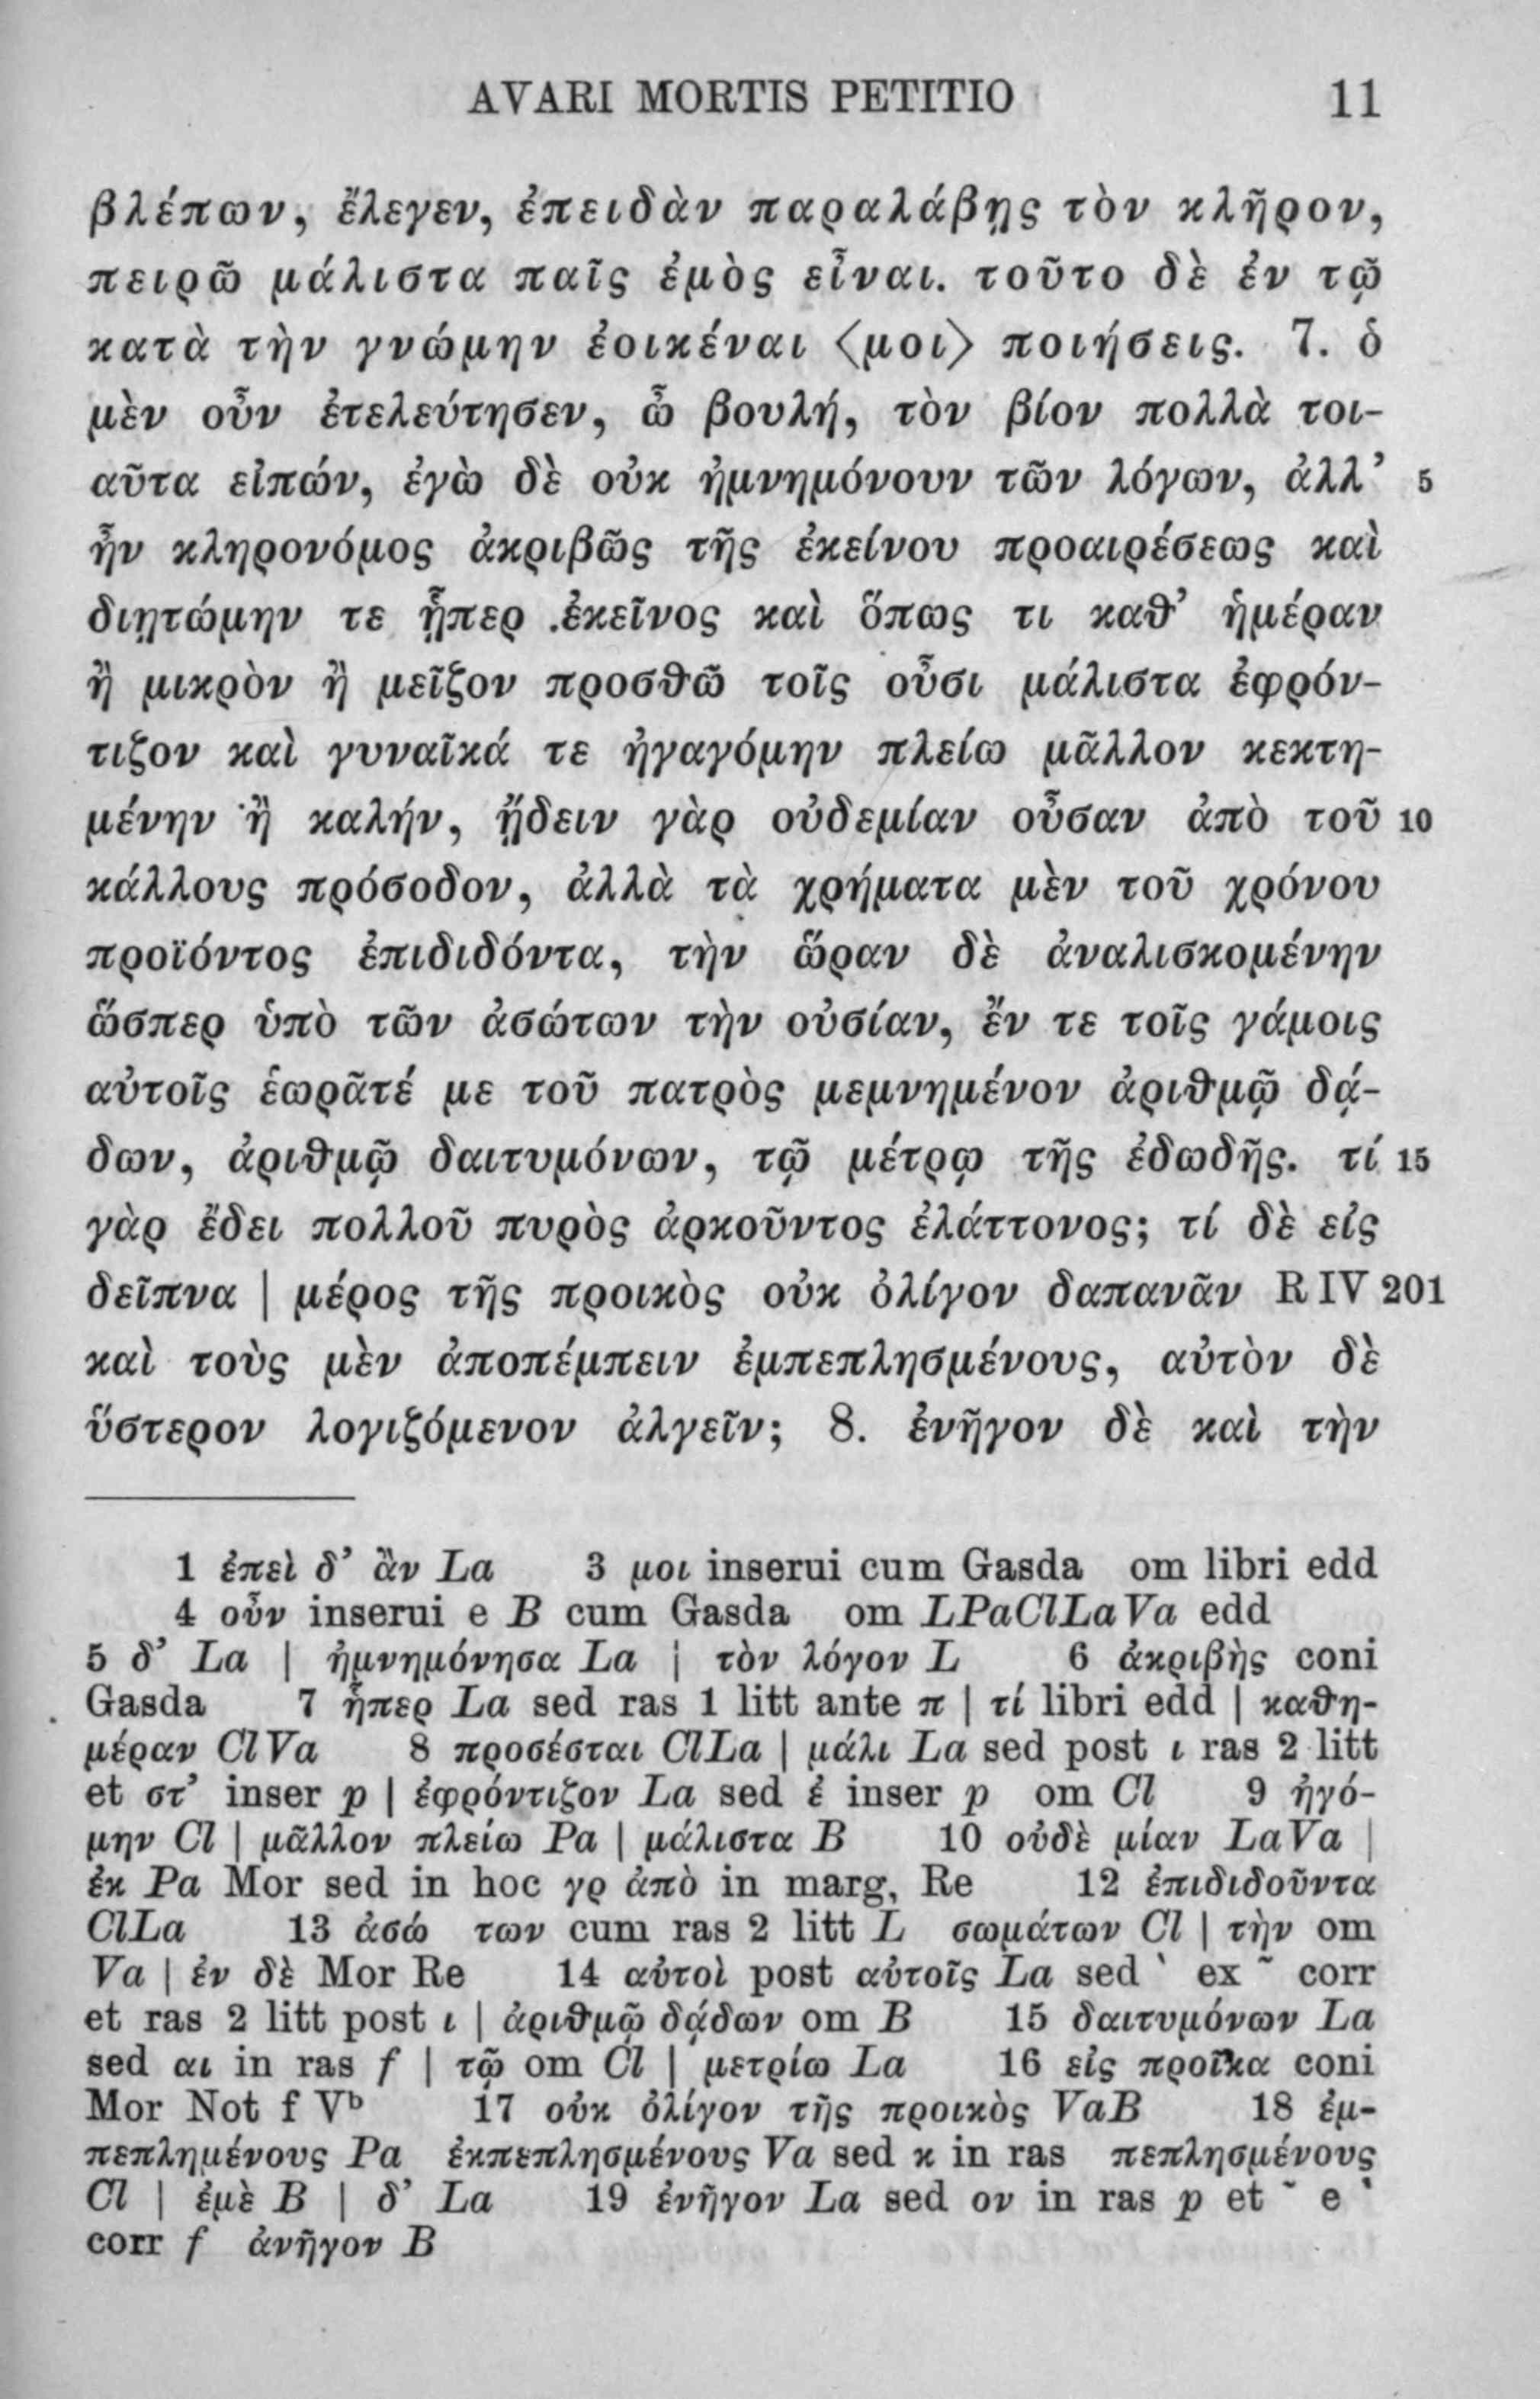 AVARI MORTIS PETITIO 11
βλέπων, ἔλεγεν, ἐπειδὰν παραλάβῃς τὸν κλῆρον,
πειρῶ μάλιστα παῖς ἐμὸς εἶναι. τοῦτο δὲ ἐν τῷ
κατὰ τὴν γνώμην ἐοικέναι ⟨μοι⟩ ποιήσεις. 7. ὁ
μὲν οὖν ἐτελεύτησεν, ὦ βουλή, τὸν βίον πολλὰ τοι-
αῦτα εἰπών, ἐγὼ δὲ οὐκ ἠμνημόνουν τῶν λόγων, ἀλλ’ 5
ἦν κληρονόμος ἀκριβῶς τῆς ἐκείνου προαιρέσεως καὶ
διῃτώμην τε ᾗπερ ἐκεῖνος καὶ ὅπως τι καθ’ ἡμέραν
ἢ μικρὸν ἢ μεῖζον προσθῶ τοῖς οὖσι μάλιστα ἐφρόν-
τιζον καὶ γυναῖκά τε ἠγαγόμην πλείω μᾶλλον κεκτη-
μένην ἢ καλήν, ᾔδειν γὰρ οὐδεμίαν οὖσαν ἀπὸ τοῦ 10
κάλλους πρόσοδον, ἀλλὰ τὰ χρήματα μὲν τοῦ χρόνου
προϊόντος ἐπιδιδόντα, τὴν ὥραν δὲ ἀναλισκομένην
ὥσπερ ὑπὸ τῶν ἀσώτων τὴν οὐσίαν, ἔν τε τοῖς γάμοις
αὐτοῖς ἑωρᾶτέ με τοῦ πατρὸς μεμνημένον ἀριθμῷ δᾴ-
δων, ἀριθμῷ δαιτυμόνων, τῷ μέτρῳ τῆς ἐδωδῆς. τί 15
γὰρ ἔδει πολλοῦ πυρὸς ἀρκοῦντος ἐλάττονος; τί δὲ εἰς
δεῖπνα | μέρος τῆς προικὸς οὐκ ὀλίγον δαπανᾶν R IV 201
καὶ τοὺς μὲν ἀποπέμπειν ἐμπεπλησμένους, αὐτὸν δὲ
ὕστερον λογιζόμενον ἀλγεῖν; 8. ἐνῆγον δὲ καὶ τὴν
1 ἐπεὶ δ’ ἂν La 3 μοι inserui cum Gasda om libri edd
4 οὖν inserui e B cum Gasda om LPaClLaVa edd
5 δ’ La | ἠμνημόνησα La | τὸν λόγον L 6 ἀκριβὴς coni
Gasda 7 ἧπερ La sed ras 1 litt ante π | τί libri edd | καθη-
μέραν ClVa 8 προσέσται ClLa | μάλι La sed post ι ras 2 litt
et στ’ inser p | ἐφρόντιζον La sed ἐ inser p om Cl 9 ἠγό-
μην Cl | μᾶλλον πλείω Pa | μάλιστα B 10 οὐδὲ μίαν LaVa |
ἐκ Pa Mor sed in hoc γρ ἀπὸ in marg, Re 12 ἐπιδιδοῦντα
ClLa 13 ἀσώ των cum ras 2 litt L σωμάτων Cl | τὴν om
Va | ἐν δὲ Mor Re 14 αὐτοὶ post αὐτοῖς La sed ` ex ˜ corr
et ras 2 litt post ι | ἀριθμῷ δᾴδων om B 15 δαιτυμόνων La
sed αι in ras f | τῷ om Cl | μετρίω La 16 εἰς προῖκα coni
Mor Not f Vᵇ 17 οὐκ ὀλίγον τῆς προικὸς VaB 18 ἐμ-
πεπλημένους Pa ἐκπεπλησμένους Va sed κ in ras πεπλησμένους
Cl | ἐμὲ B | δ’ La 19 ἐνῆγον La sed ον in ras p et ˜ e `
corr f ἀνῆγον B